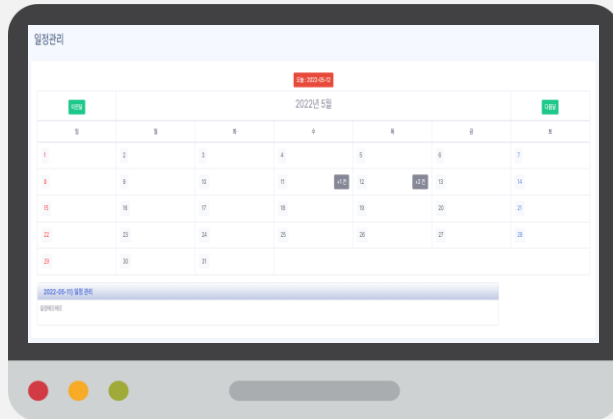 일정관리
오늘 : 2022-05-12
이전달 2022년 5월 다음달
일 월 화 수 목 금 토
1 2 3 4 5 6 7
8 9 10 11 +1 건 12 +2 건 13 14
15 16 17 18 19 20 21
22 23 24 25 26 27 28
29 30 31
2022-05-11) 일정 관리